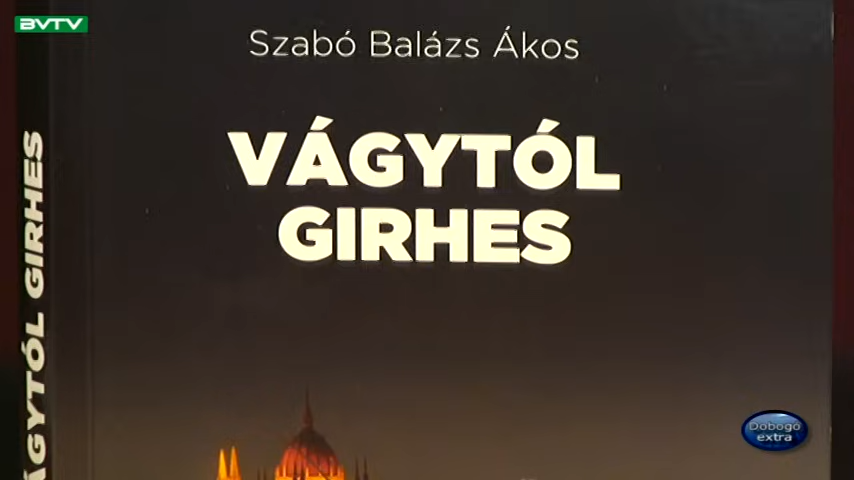 BVTV
Szabó Balázs Ákos
VÁGYTÓL
GIRHES
ÁGYTÓL GIRHES
Dobogó
extra